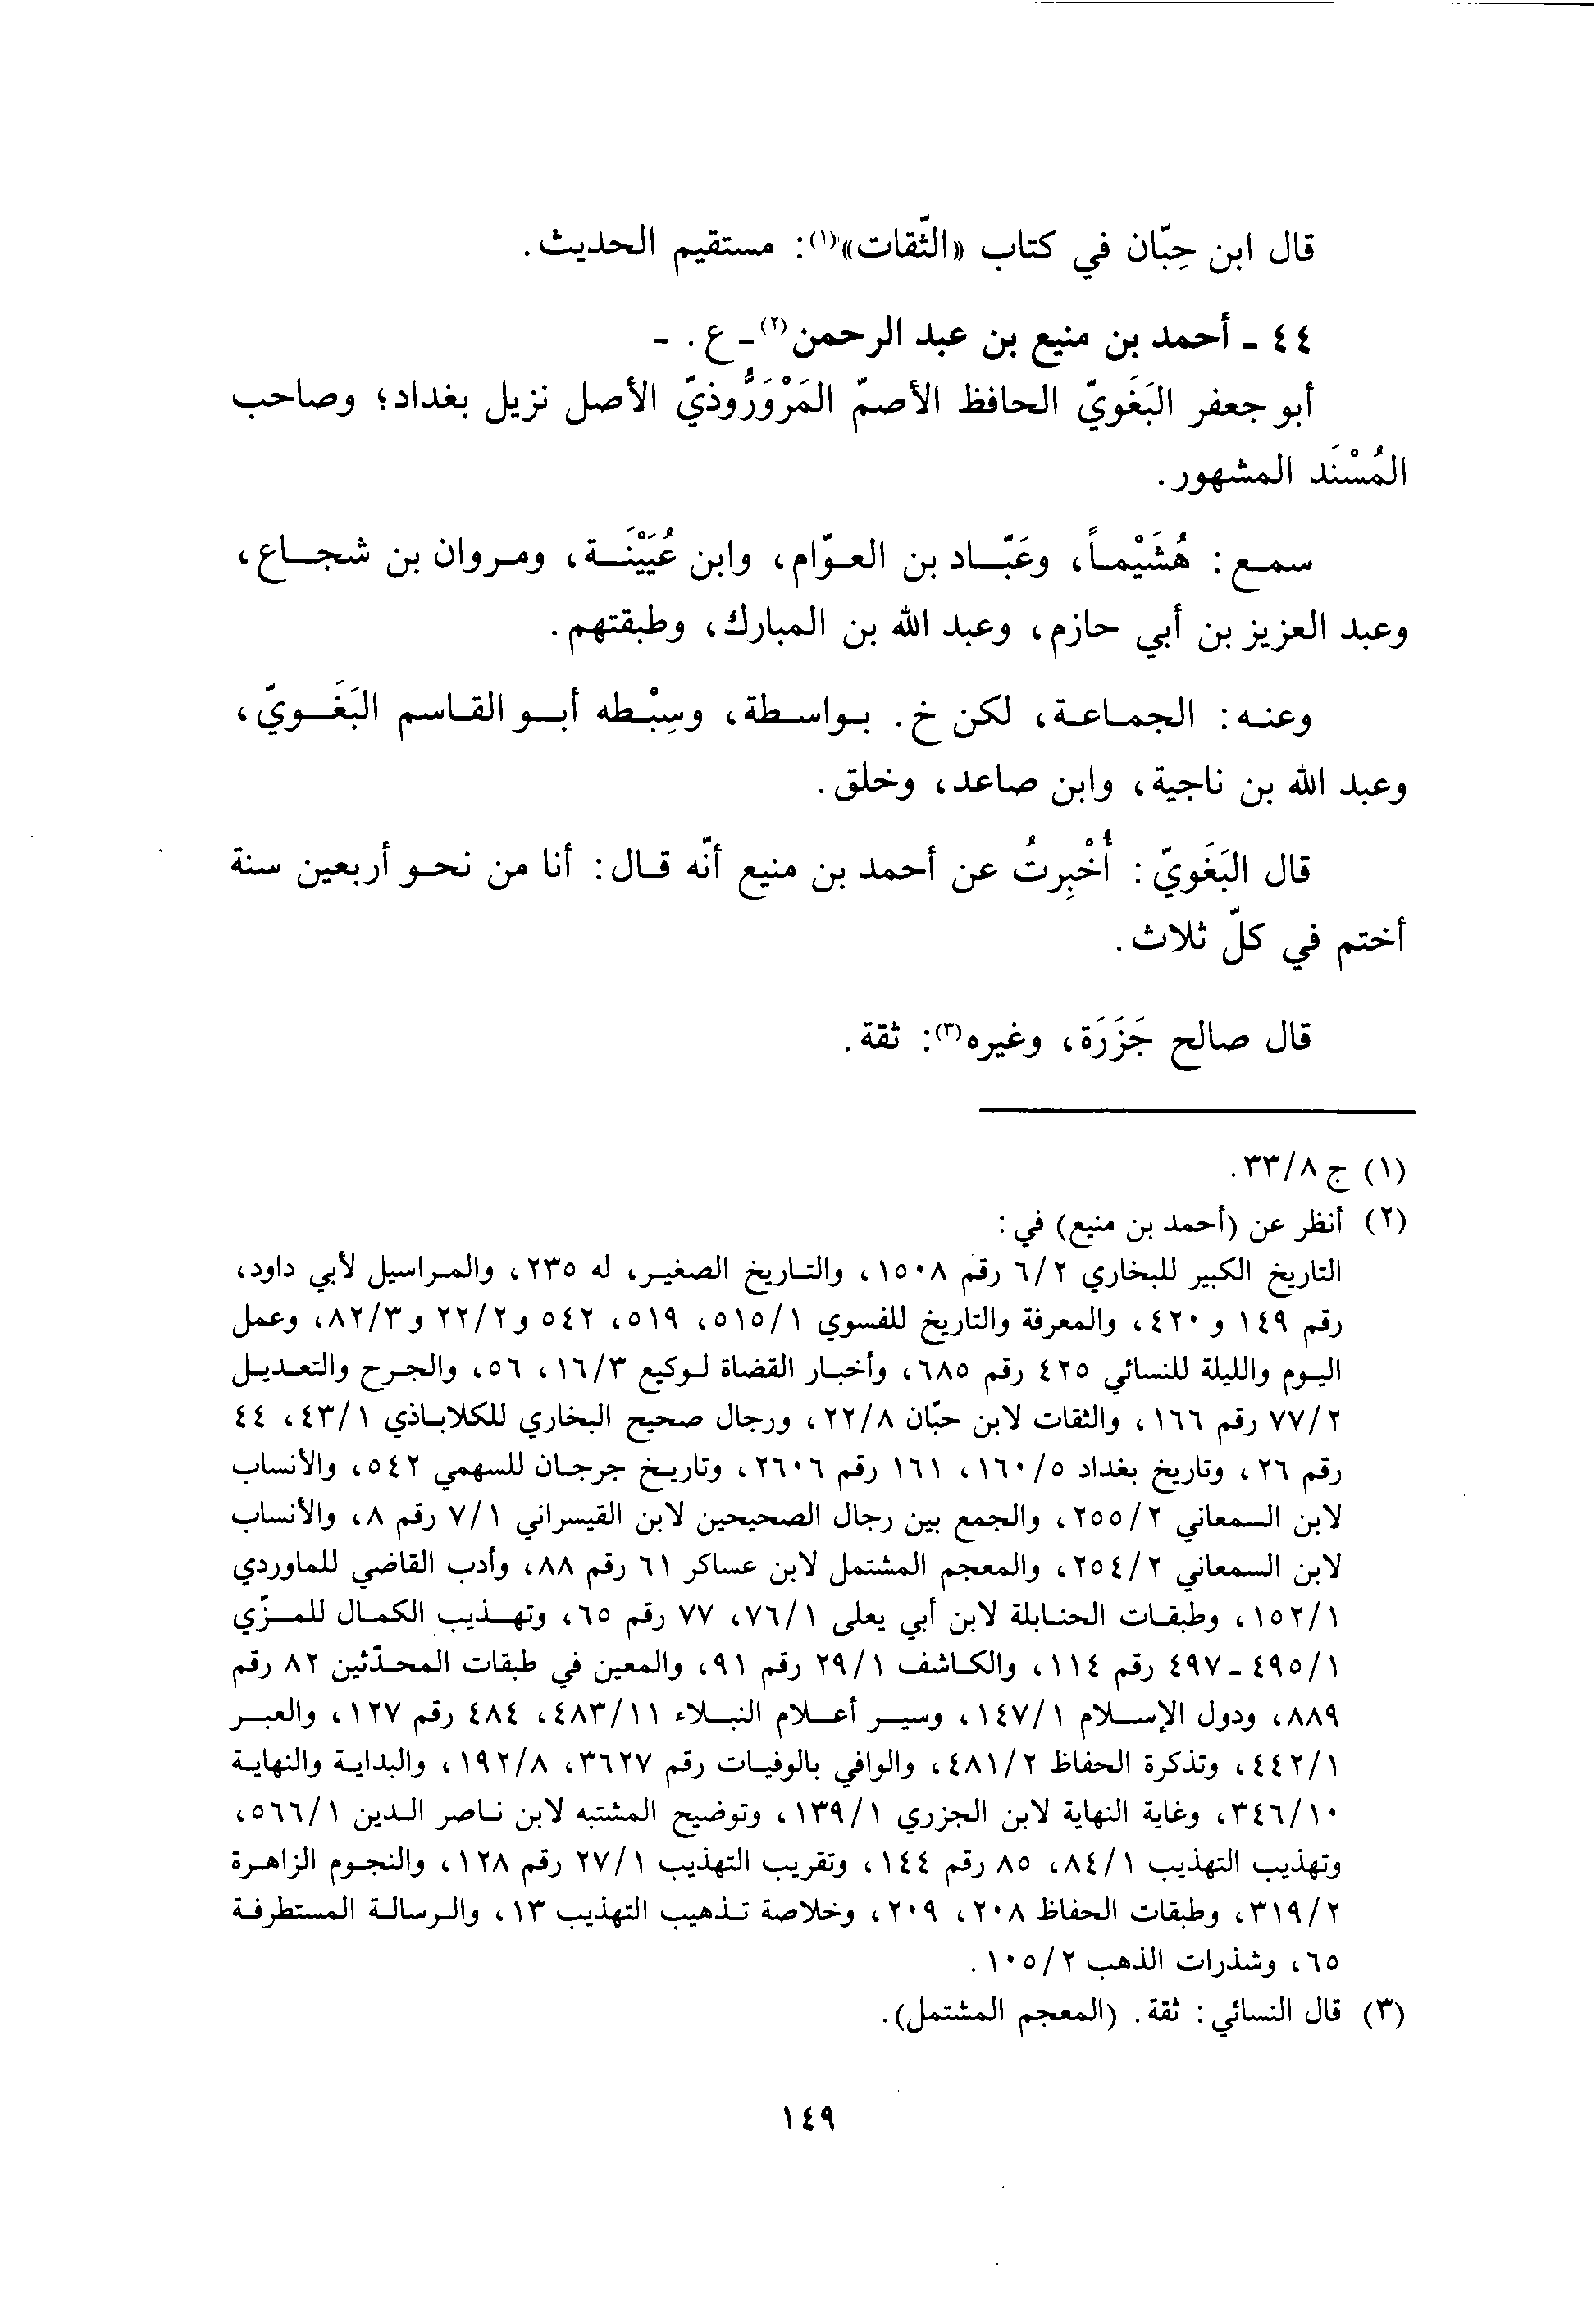 قال ابن حِبّان في كتاب «الثّقات»(١): مستقيم الحديث.
٤٤ - أحمد بن منيع بن عبد الرحمن(٢) - ع. -
أبو جعفر البَغَويّ الحافظ الأصمّ المَرْوَرُّوذيّ الأصل نزيل بغداد؛ وصاحب
المُسْنَد المشهور.
سمع: هُشَيْماً، وعَبّاد بن العوّام، وابن عُيَيْنَة، ومروان بن شجاع،
وعبد العزيز بن أبي حازم، وعبد الله بن المبارك، وطبقتهم.
وعنه: الجماعة، لكن خ. بواسطة، وسِبْطه أبو القاسم البَغَويّ،
وعبد الله بن ناجية، وابن صاعد، وخلق.
قال البَغَويّ: أُخْبِرتُ عن أحمد بن منيع أنّه قال: أنا من نحو أربعين سنة
أختم في كلّ ثلاث.
قال صالح جَزَرَة، وغيره(٣): ثقة.
(١) ج ٨/٣٣.
(٢) أنظر عن (أحمد بن منيع) في:
التاريخ الكبير للبخاري ٢/٦ رقم ١٥٠٨، والتاريخ الصغير، له ٢٣٥، والمراسيل لأبي داود،
رقم ١٤٩ و ٤٢٠، والمعرفة والتاريخ للفسوي ١/٥١٥، ٥١٩، ٥٤٢ و٢/٢٢ و٣/٨٢، وعمل
اليوم والليلة للنسائي ٤٢٥ رقم ٦٨٥، وأخبار القضاة لوكيع ٣/١٦، ٥٦، والجرح والتعديل
٢/٧٧ رقم ١٦٦، والثقات لابن حبّان ٨/٢٢، ورجال صحيح البخاري للكلاباذي ١/٤٣، ٤٤
رقم ٢٦، وتاريخ بغداد ٥/١٦٠، ١٦١ رقم ٢٦٠٦، وتاريخ جرجان للسهمي ٥٤٢، والأنساب
لابن السمعاني ٢/٢٥٥، والجمع بين رجال الصحيحين لابن القيسراني ١/٧ رقم ٨، والأنساب
لابن السمعاني ٢/٢٥٤، والمعجم المشتمل لابن عساكر ٦١ رقم ٨٨، وأدب القاضي للماوردي
١/١٥٢، وطبقات الحنابلة لابن أبي يعلى ١/٧٦، ٧٧ رقم ٦٥، وتهذيب الكمال للمزّي
١/٤٩٥ - ٤٩٧ رقم ١١٤، والكاشف ١/٢٩ رقم ٩١، والمعين في طبقات المحدّثين ٨٢ رقم
٨٨٩، ودول الإسلام ١/١٤٧، وسير أعلام النبلاء ١١/٤٨٣، ٤٨٤ رقم ١٢٧، والعبر
١/٤٤٢، وتذكرة الحفاظ ٢/٤٨١، والوافي بالوفيات رقم ٣٦٢٧، ٨/١٩٢، والبداية والنهاية
١٠/٣٤٦، وغاية النهاية لابن الجزري ١/١٣٩، وتوضيح المشتبه لابن ناصر الدين ١/٥٦٦،
وتهذيب التهذيب ١/٨٤، ٨٥ رقم ١٤٤، وتقريب التهذيب ١/٢٧ رقم ١٢٨، والنجوم الزاهرة
٢/٣١٩، وطبقات الحفاظ ٢٠٨، ٢٠٩، وخلاصة تذهيب التهذيب ١٣، والرسالة المستطرفة
٦٥، وشذرات الذهب ٢/١٠٥.
(٣) قال النسائي: ثقة. (المعجم المشتمل).
١٤٩